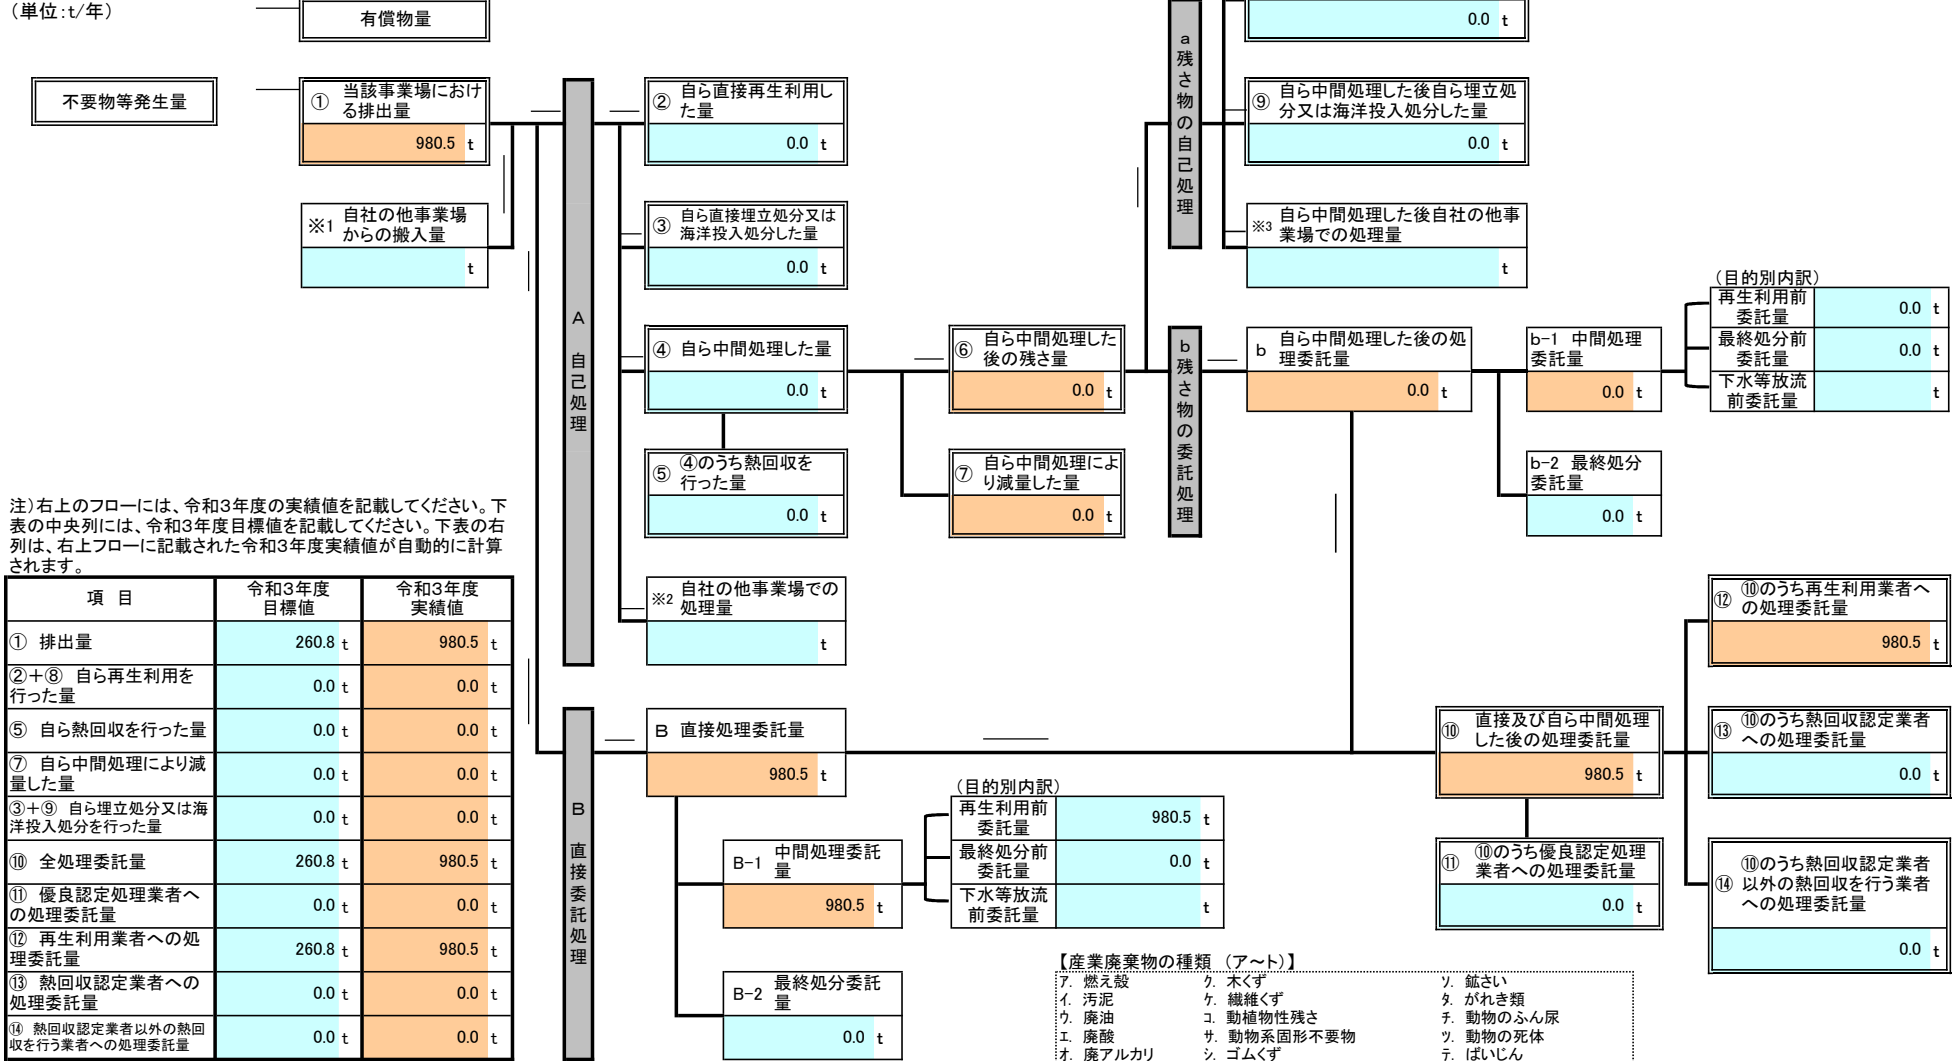 （単位：t/年）
有償物量
不要物等発生量
① 当該事業場におけ
る排出量
980.5 t
※1 自社の他事業場
からの搬入量
t
A
自己処理
② 自ら直接再生利用し
た量
0.0 t
③ 自ら直接埋立処分又は
海洋投入処分した量
0.0 t
④ 自ら中間処理した量
0.0 t
⑤ ④のうち熱回収を
行った量
0.0 t
※2 自社の他事業場での
処理量
t
⑥ 自ら中間処理した
後の残さ量
0.0 t
⑦ 自ら中間処理によ
り減量した量
0.0 t
a
残さ物の自己処理
0.0 t
⑨ 自ら中間処理した後自ら埋立処
分又は海洋投入処分した量
0.0 t
※3 自ら中間処理した後自社の他事
業場での処理量
t
b
残さ物の委託処理
b 自ら中間処理した後の処
理委託量
0.0 t
b-1 中間処理
委託量
0.0 t
b-2 最終処分
委託量
0.0 t
（目的別内訳）
再生利用前
委託量
0.0 t
最終処分前
委託量
0.0 t
下水等放流
前委託量
t
注）右上のフローには、令和3年度の実績値を記載してください。下
表の中央列には、令和3年度目標値を記載してください。下表の右
列は、右上フローに記載された令和3年度実績値が自動的に計算
されます。
項 目
令和3年度
目標値
令和3年度
実績値
① 排出量 260.8 t 980.5 t
②＋⑧ 自ら再生利用を
行った量
0.0 t 0.0 t
⑤ 自ら熱回収を行った量 0.0 t 0.0 t
⑦ 自ら中間処理により減
量した量
0.0 t 0.0 t
③＋⑨ 自ら埋立処分又は海
洋投入処分を行った量
0.0 t 0.0 t
⑩ 全処理委託量 260.8 t 980.5 t
⑪ 優良認定処理業者へ
の処理委託量
0.0 t 0.0 t
⑫ 再生利用業者への処
理委託量
260.8 t 980.5 t
⑬ 熱回収認定業者への
処理委託量
0.0 t 0.0 t
⑭ 熱回収認定業者以外の熱回
収を行う業者への処理委託量
0.0 t 0.0 t
B
直接委託処理
B 直接処理委託量
980.5 t
B-1 中間処理委託
量
980.5 t
B-2 最終処分委託
量
0.0 t
（目的別内訳）
再生利用前
委託量
980.5 t
最終処分前
委託量
0.0 t
下水等放流
前委託量
t
⑩ 直接及び自ら中間処理
した後の処理委託量
980.5 t
⑪ ⑩のうち優良認定処理
業者への処理委託量
0.0 t
⑫ ⑩のうち再生利用業者へ
の処理委託量
980.5 t
⑬ ⑩のうち熱回収認定業者
への処理委託量
0.0 t
⑭ ⑩のうち熱回収認定業者
以外の熱回収を行う業者
への処理委託量
0.0 t
【産業廃棄物の種類 （ア～ト）】
ア. 燃え殻 ク. 木くず ソ. 鉱さい
イ. 汚泥 ケ. 繊維くず タ. がれき類
ウ. 廃油 コ. 動植物性残さ チ. 動物のふん尿
エ. 廃酸 サ. 動物系固形不要物 ツ. 動物の死体
オ. 廃アルカリ シ. ゴムくず テ. ばいじん